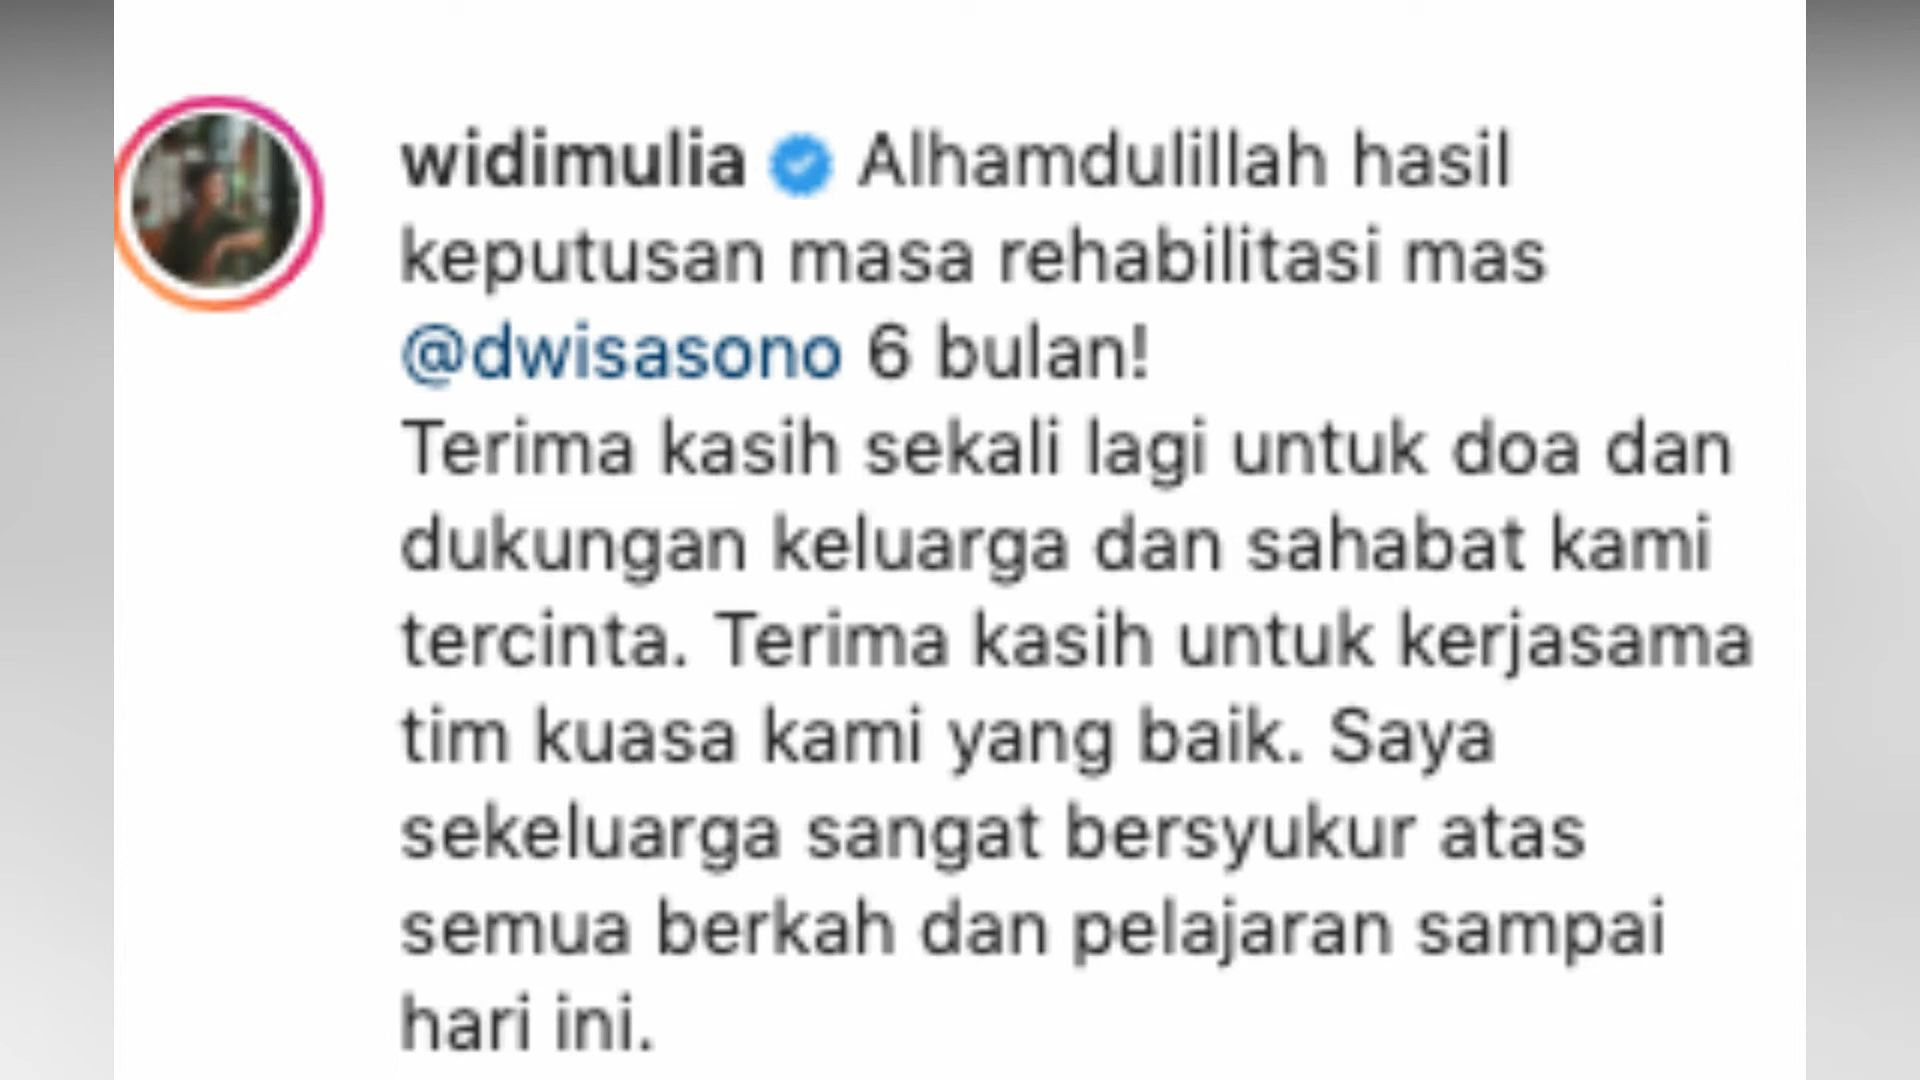 widimulia Alhamdulillah hasil
keputusan masa rehabilitasi mas
@dwisasono 6 bulan!
Terima kasih sekali lagi untuk doa dan
dukungan keluarga dan sahabat kami
tercinta. Terima kasih untuk kerjasama
tim kuasa kami yang baik. Saya
sekeluarga sangat bersyukur atas
semua berkah dan pelajaran sampai
hari ini.